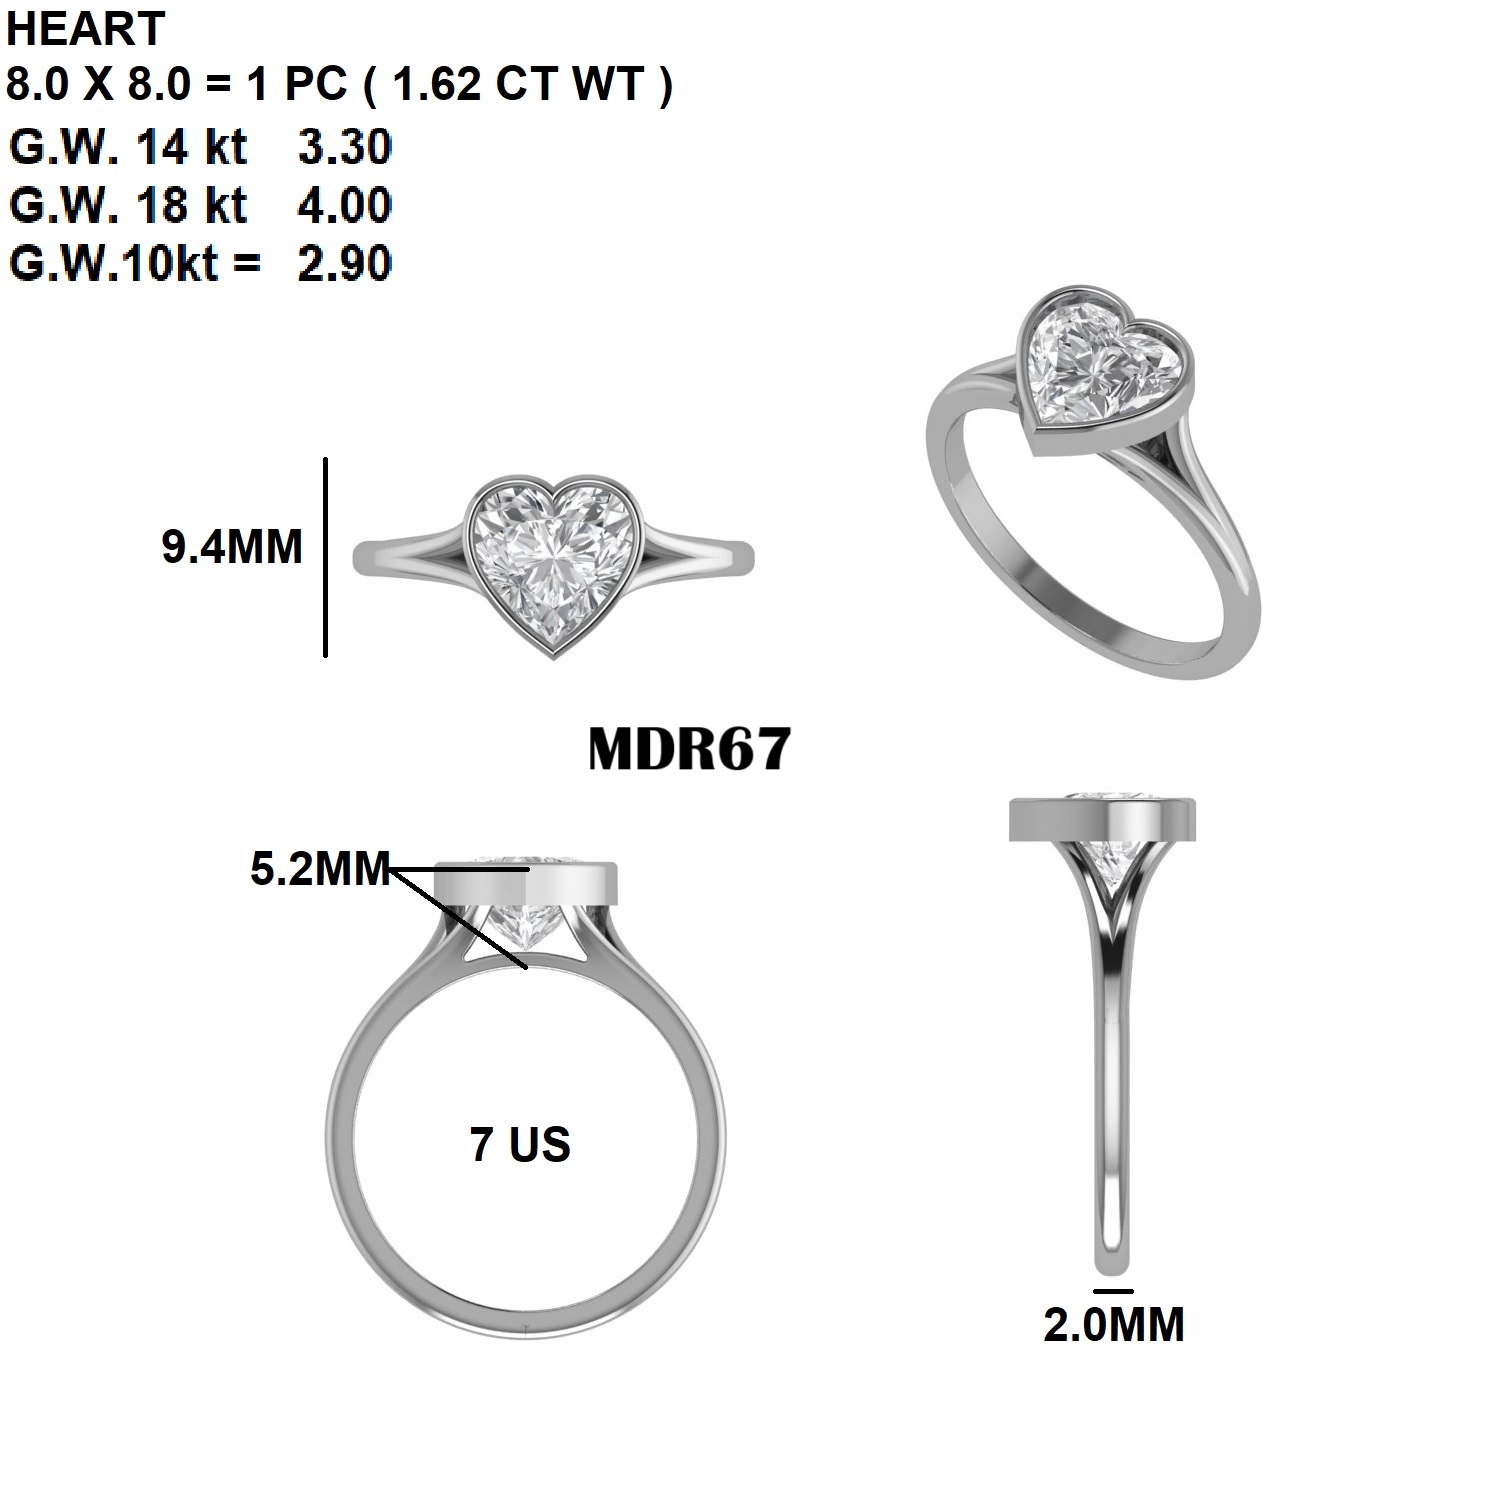 HEART
8.0 X 8.0 = 1 PC ( 1.62 CT WT )
G.W. 14 kt 3.30
G.W. 18 kt 4.00
G.W.10kt = 2.90
9.4MM
MDR67
5.2MM
7 US
2.0MM